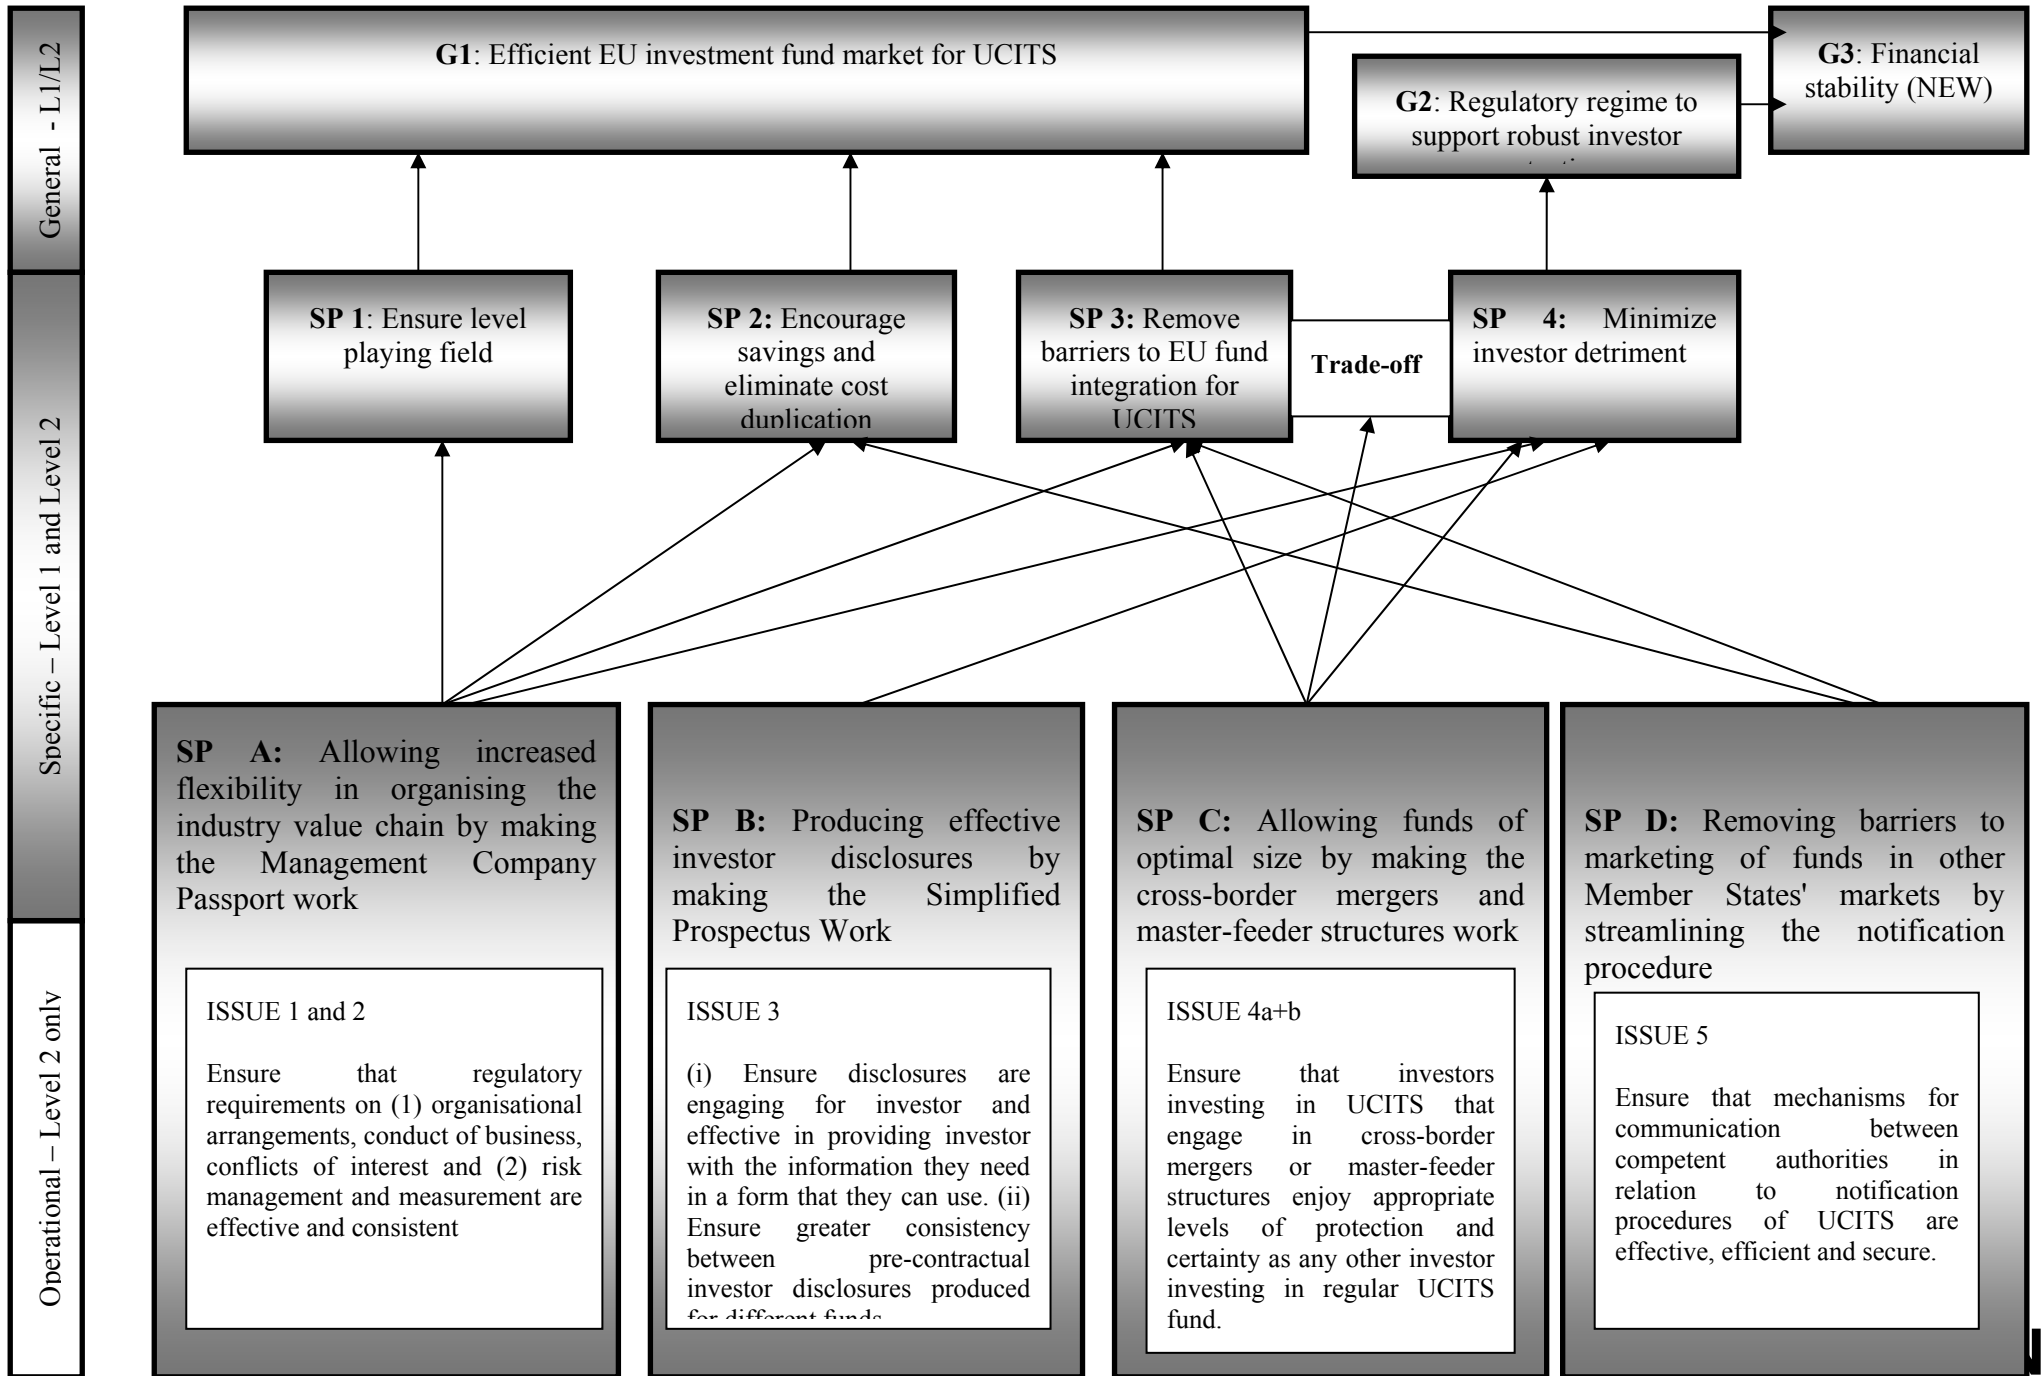 General - L1/L2
G1: Efficient EU investment fund market for UCITS
G2: Regulatory regime to
support robust investor
G3: Financial
stability (NEW)
Specific – Level 1 and Level 2
SP 1: Ensure level
playing field
SP 2: Encourage
savings and
eliminate cost
duplication
SP 3: Remove
barriers to EU fund
integration for
UCITS
Trade-off
SP 4: Minimize
investor detriment
SP A: Allowing increased
flexibility in organising the
industry value chain by making
the Management Company
Passport work
SP B: Producing effective
investor disclosures by
making the Simplified
Prospectus Work
SP C: Allowing funds of
optimal size by making the
cross-border mergers and
master-feeder structures work
SP D: Removing barriers to
marketing of funds in other
Member States' markets by
streamlining the notification
procedure
Operational – Level 2 only
ISSUE 1 and 2
Ensure that regulatory
requirements on (1) organisational
arrangements, conduct of business,
conflicts of interest and (2) risk
management and measurement are
effective and consistent
ISSUE 3
(i) Ensure disclosures are
engaging for investor and
effective in providing investor
with the information they need
in a form that they can use. (ii)
Ensure greater consistency
between pre-contractual
investor disclosures produced
for different funds
ISSUE 4a+b
Ensure that investors
investing in UCITS that
engage in cross-border
mergers or master-feeder
structures enjoy appropriate
levels of protection and
certainty as any other investor
investing in regular UCITS
fund.
ISSUE 5
Ensure that mechanisms for
communication between
competent authorities in
relation to notification
procedures of UCITS are
effective, efficient and secure.